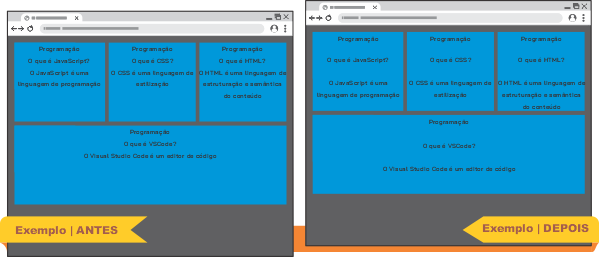 Programação
O que é JavaScript?
O JavaScript é uma
linguagem de programação
Programação
O que é CSS?
O CSS é uma linguagem de
estilização
Programação
O que é HTML?
O HTML é uma linguagem de
estruturação e semântica
do conteúdo
Programação
O que é VSCode?
O Visual Studio Code é um editor de código
Exemplo | ANTES
Programação
O que é JavaScript?
O JavaScript é uma
linguagem de programação
Programação
O que é CSS?
O CSS é uma linguagem de
estilização
Programação
O que é HTML?
O HTML é uma linguagem de
estruturação e semântica
do conteúdo
Programação
O que é VSCode?
O Visual Studio Code é um editor de código
Exemplo | DEPOIS